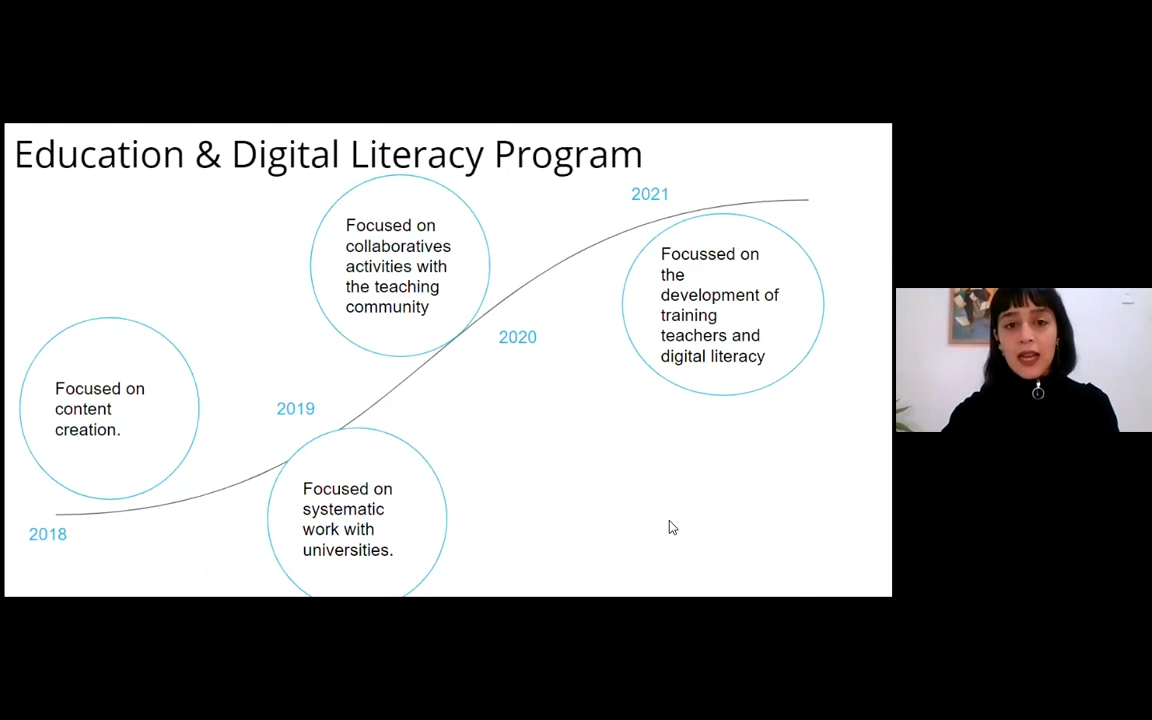 Education & Digital Literacy Program
2018
Focused on
content
creation.
2019
Focused on
systematic
work with
universities.
Focused on
collaboratives
activities with
the teaching
community
2020
2021
Focussed on
the
development of
training
teachers and
digital literacy